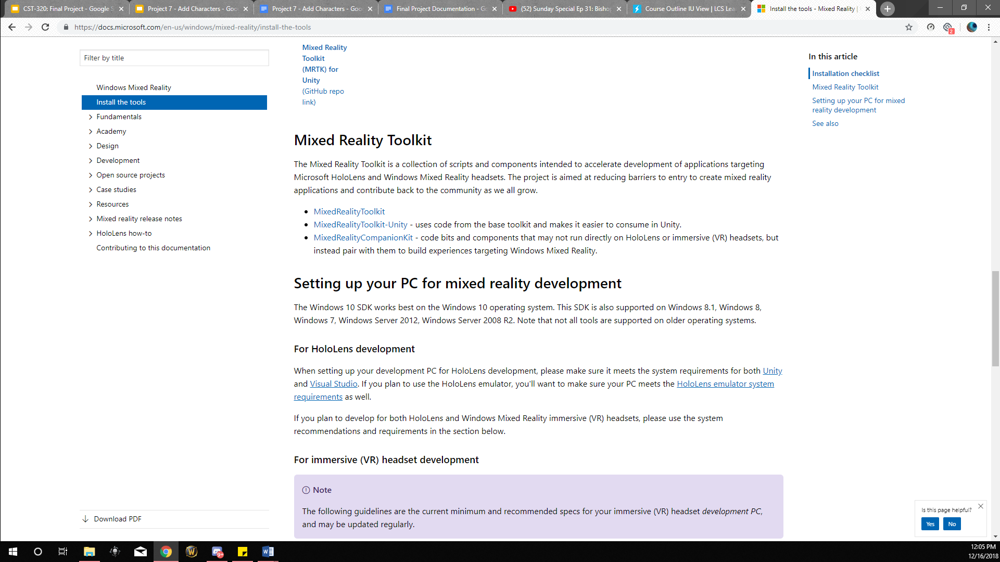 CST-320: Final Project - Google S
Project 7 - Add Characters - Goo
Project 7 - Add Characters - Goo
Final Project Documentation - Go
(52) Sunday Special Ep 31: Bishop
Course Outline IU View | LCS Lea
Install the tools - Mixed Reality |
https://docs.microsoft.com/en-us/windows/mixed-reality/install-the-tools
2
Filter by title
Windows Mixed Reality
Install the tools
Fundamentals
Academy
Design
Development
Open source projects
Case studies
Resources
Mixed reality release notes
HoloLens how-to
Contributing to this documentation
Download PDF
Mixed Reality
Toolkit
(MRTK) for
Unity
(GitHub repo
link)
Mixed Reality Toolkit
The Mixed Reality Toolkit is a collection of scripts and components intended to accelerate development of applications targeting
Microsoft HoloLens and Windows Mixed Reality headsets. The project is aimed at reducing barriers to entry to create mixed reality
applications and contribute back to the community as we all grow.
• MixedRealityToolkit
• MixedRealityToolkit-Unity - uses code from the base toolkit and makes it easier to consume in Unity.
• MixedRealityCompanionKit - code bits and components that may not run directly on HoloLens or immersive (VR) headsets, but
instead pair with them to build experiences targeting Windows Mixed Reality.
Setting up your PC for mixed reality development
The Windows 10 SDK works best on the Windows 10 operating system. This SDK is also supported on Windows 8.1, Windows 8,
Windows 7, Windows Server 2012, Windows Server 2008 R2. Note that not all tools are supported on older operating systems.
For HoloLens development
When setting up your development PC for HoloLens development, please make sure it meets the system requirements for both Unity
and Visual Studio. If you plan to use the HoloLens emulator, you'll want to make sure your PC meets the HoloLens emulator system
requirements as well.
If you plan to develop for both HoloLens and Windows Mixed Reality immersive (VR) headsets, please use the system
recommendations and requirements in the section below.
For immersive (VR) headset development
Note
The following guidelines are the current minimum and recommended specs for your immersive (VR) headset development PC,
and may be updated regularly.
In this article
Installation checklist
Mixed Reality Toolkit
Setting up your PC for mixed
reality development
See also
Is this page helpful?
Yes
No
9+
12:05 PM
12/16/2018